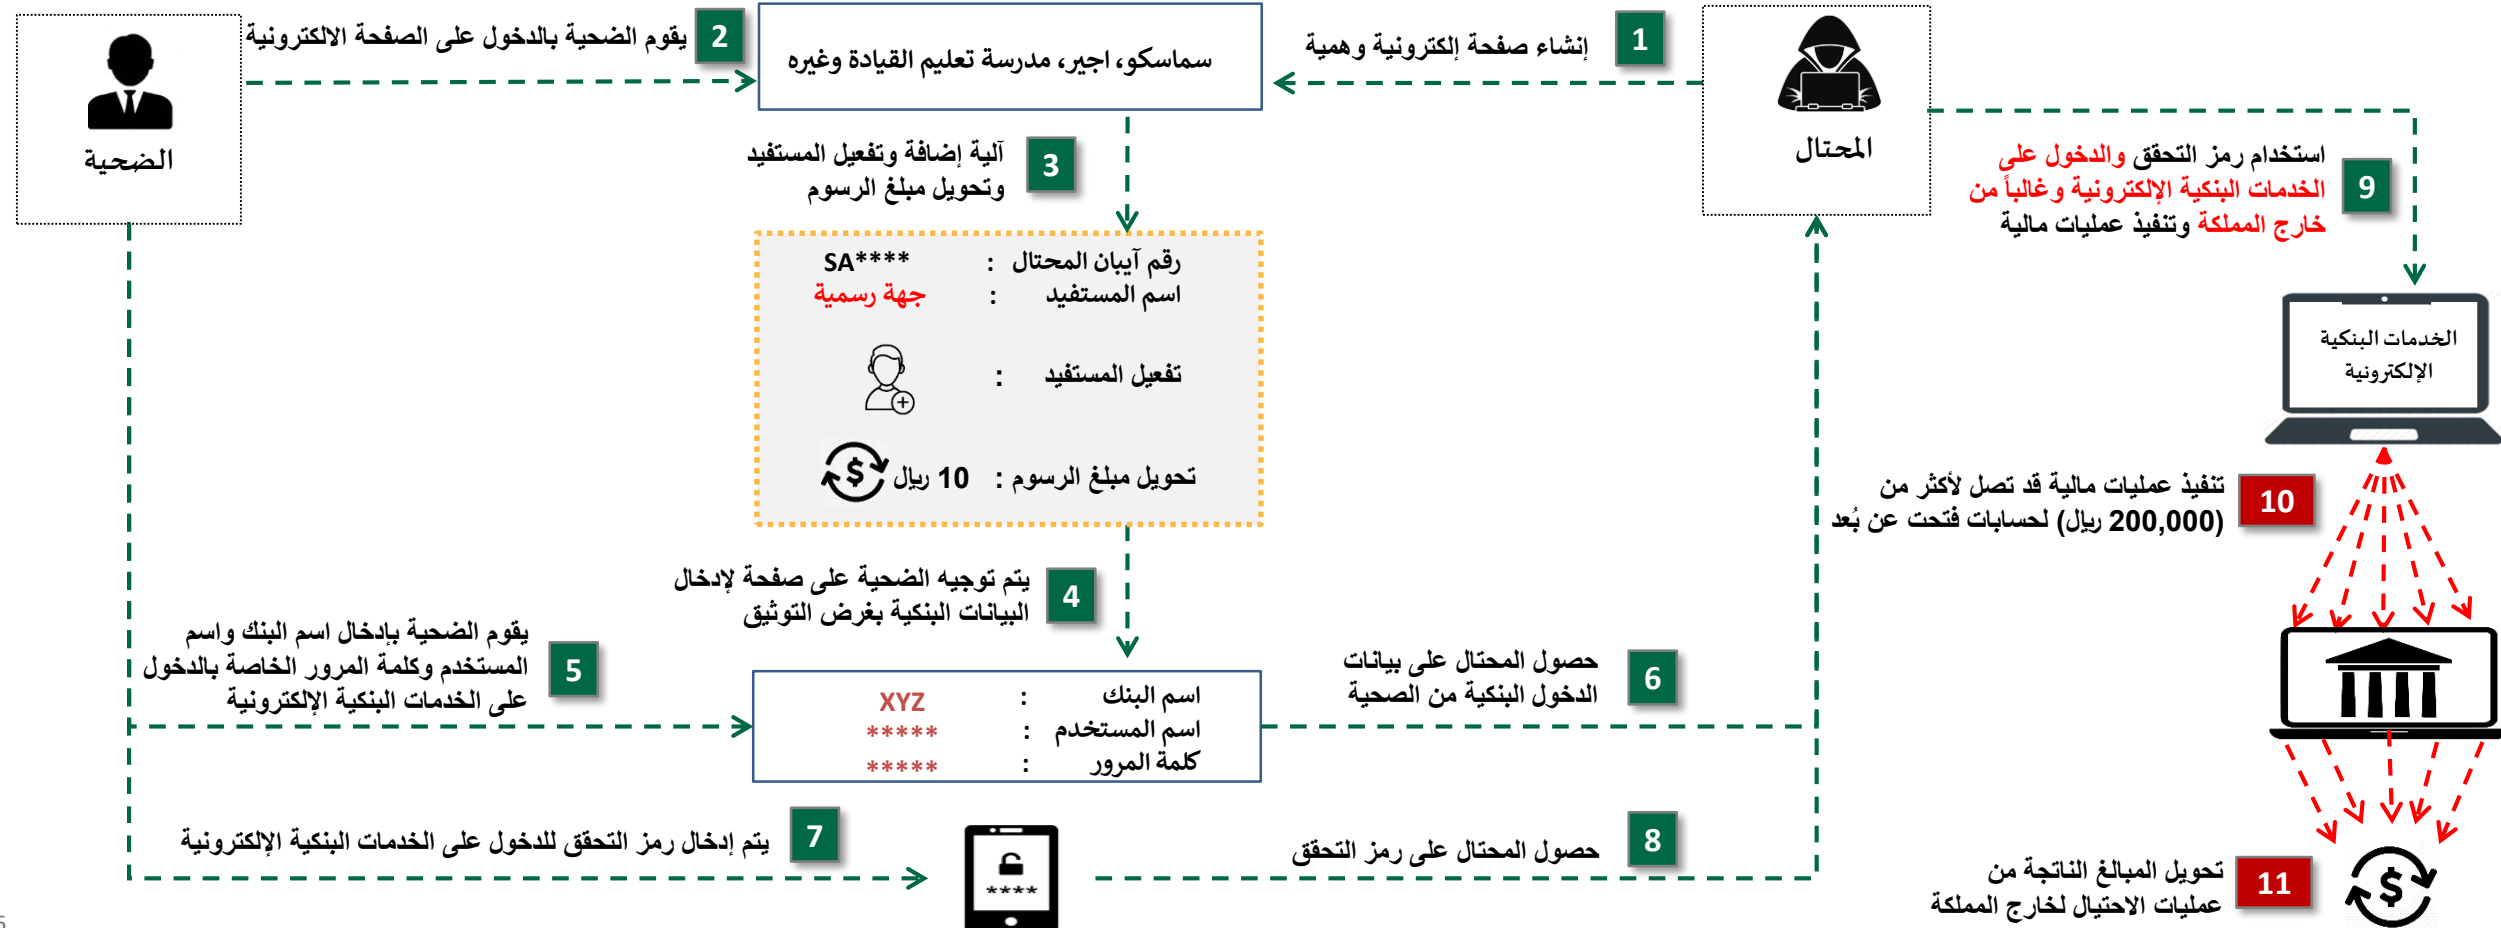 1
إنشاء صفحة إلكترونية وهمية
المحتال
سماسكو، اجير، مدرسة تعليم القيادة وغيره
2
يقوم الضحية بالدخول على الصفحة الالكترونية
الضحية
3
آلية إضافة وتفعيل المستفيد
وتحويل مبلغ الرسوم
رقم آيبان المحتال : SA****
اسم المستفيد : جهة رسمية
تفعيل المستفيد :
تحويل مبلغ الرسوم : 10 ريال
$
4
يتم توجيه الضحية على صفحة لإدخال
البيانات البنكية بغرض التوثيق
5
يقوم الضحية بإدخال اسم البنك واسم
المستخدم وكلمة المرور الخاصة بالدخول
على الخدمات البنكية الإلكترونية
اسم البنك : XYZ
اسم المستخدم : *****
كلمة المرور : *****
6
حصول المحتال على بيانات
الدخول البنكية من الصحية
7
يتم إدخال رمز التحقق للدخول على الخدمات البنكية الإلكترونية
****
8
حصول المحتال على رمز التحقق
9
استخدام رمز التحقق والدخول على
الخدمات البنكية الإلكترونية وغالباً من
خارج المملكة وتنفيذ عمليات مالية
الخدمات البنكية
الإلكترونية
10
تنفيذ عمليات مالية قد تصل لأكثر من
(200,000 ريال) لحسابات فتحت عن بُعد
11
تحويل المبالغ الناتجة من
عمليات الاحتيال لخارج المملكة
$